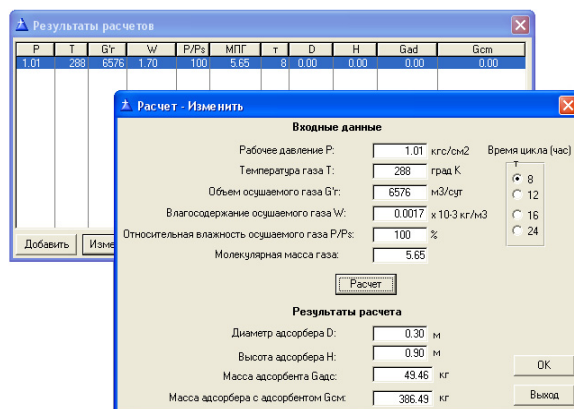 Результаты расчетов
P T G'r W P/Ps МПГ т D H Gad Gcm
1.01 288 6576 1.70 100 5.65 8 0.00 0.00 0.00 0.00
Расчет - Изменить
Входные данные
Рабочее давление P: 1.01 кгс/см2 Время цикла (час)
Температура газа T: 288 град K T
Объем осушаемого газа G'r: 6576 м3/сут 8
Влагосодержание осушаемого газа W: 0.0017 x 10-3 кг/м3 12
Относительная влажность осушаемого газа P/Ps: 100 % 16
Молекулярная масса газа: 5.65 24
Добавить Изме
Расчет
Результаты расчета
Диаметр адсорбера D: 0.30 м
Высота адсорбера H: 0.90 м
Масса адсорбента Gадс: 49.46 кг
OK
Масса адсорбера с адсорбентом Gсм: 386.49 кг
Выход